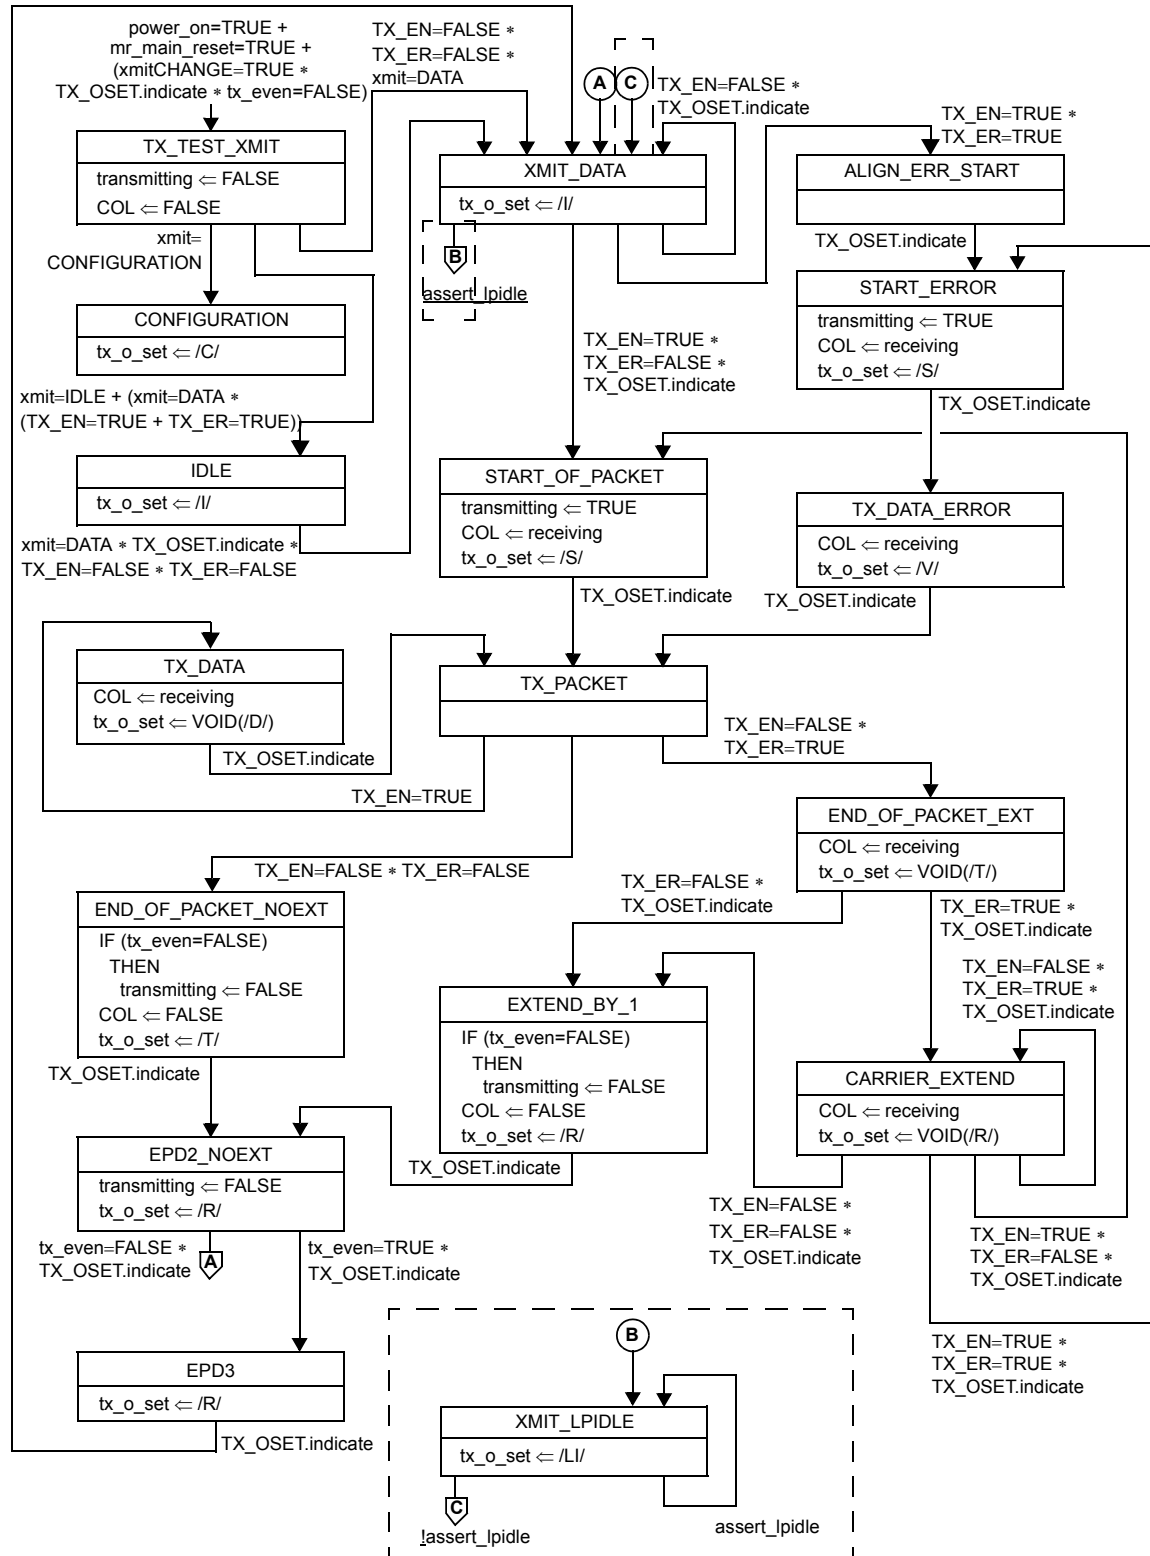 power_on=TRUE +
mr_main_reset=TRUE +
(xmitCHANGE=TRUE ∗
TX_OSET.indicate ∗ tx_even=FALSE)
TX_EN=FALSE ∗
TX_ER=FALSE ∗
xmit=DATA
A
C
TX_EN=FALSE ∗
TX_OSET.indicate
TX_EN=TRUE ∗
TX_ER=TRUE
TX_TEST_XMIT
transmitting ⇐ FALSE
COL ⇐ FALSE
XMIT_DATA
tx_o_set ⇐ /I/
ALIGN_ERR_START
xmit=
CONFIGURATION
B
assert_lpidle
TX_OSET.indicate
START_ERROR
transmitting ⇐ TRUE
COL ⇐ receiving
tx_o_set ⇐ /S/
CONFIGURATION
tx_o_set ⇐ /C/
TX_EN=TRUE ∗
TX_ER=FALSE ∗
TX_OSET.indicate
TX_OSET.indicate
xmit=IDLE + (xmit=DATA ∗
(TX_EN=TRUE + TX_ER=TRUE))
IDLE
tx_o_set ⇐ /I/
START_OF_PACKET
transmitting ⇐ TRUE
COL ⇐ receiving
tx_o_set ⇐ /S/
TX_DATA_ERROR
COL ⇐ receiving
tx_o_set ⇐ /V/
xmit=DATA ∗ TX_OSET.indicate ∗
TX_EN=FALSE ∗ TX_ER=FALSE
TX_OSET.indicate
TX_OSET.indicate
TX_DATA
COL ⇐ receiving
tx_o_set ⇐ VOID(/D/)
TX_PACKET
TX_OSET.indicate
TX_EN=TRUE
TX_EN=FALSE ∗
TX_ER=TRUE
END_OF_PACKET_EXT
COL ⇐ receiving
tx_o_set ⇐ VOID(/T/)
TX_EN=FALSE ∗ TX_ER=FALSE
TX_ER=FALSE ∗
TX_OSET.indicate
TX_ER=TRUE ∗
TX_OSET.indicate
END_OF_PACKET_NOEXT
IF (tx_even=FALSE)
THEN
transmitting ⇐ FALSE
COL ⇐ FALSE
tx_o_set ⇐ /T/
TX_EN=FALSE ∗
TX_ER=TRUE ∗
TX_OSET.indicate
EXTEND_BY_1
IF (tx_even=FALSE)
THEN
transmitting ⇐ FALSE
COL ⇐ FALSE
tx_o_set ⇐ /R/
CARRIER_EXTEND
COL ⇐ receiving
tx_o_set ⇐ VOID(/R/)
TX_OSET.indicate
EPD2_NOEXT
transmitting ⇐ FALSE
tx_o_set ⇐ /R/
TX_OSET.indicate
TX_EN=FALSE ∗
TX_ER=FALSE ∗
TX_OSET.indicate
TX_EN=TRUE ∗
TX_ER=FALSE ∗
TX_OSET.indicate
tx_even=FALSE ∗
TX_OSET.indicate
A
tx_even=TRUE ∗
TX_OSET.indicate
TX_EN=TRUE ∗
TX_ER=TRUE ∗
TX_OSET.indicate
EPD3
tx_o_set ⇐ /R/
TX_OSET.indicate
B
XMIT_LPIDLE
tx_o_set ⇐ /LI/
C
!assert_lpidle
assert_lpidle